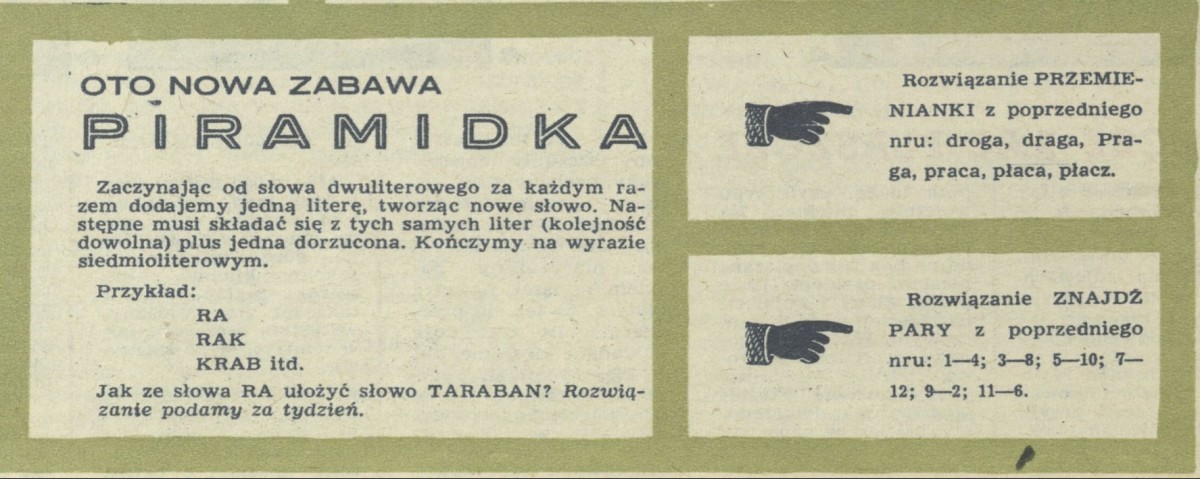 OTO NOWA ZABAWA
PIRAMIDKA
Zaczynając od słowa dwuliterowego za każdym ra-
zem dodajemy jedną literę, tworząc nowe słowo. Na-
stępne musi składać się z tych samych liter (kolejność
dowolna) plus jedna dorzucona. Kończymy na wyrazie
siedmioliterowym.
Przykład:
RA
RAK
KRAB itd.
Jak ze słowa RA ułożyć słowo TARABAN? Rozwią-
zanie podamy za tydzień.
Rozwiązanie PRZEMIE-
NIANKI z poprzedniego
nru: droga, draga, Pra-
ga, praca, płaca, płacz.
Rozwiązanie ZNAJDŹ
PARY z poprzedniego
nru: 1—4; 3—8; 5—10; 7—
12; 9—2; 11—6.